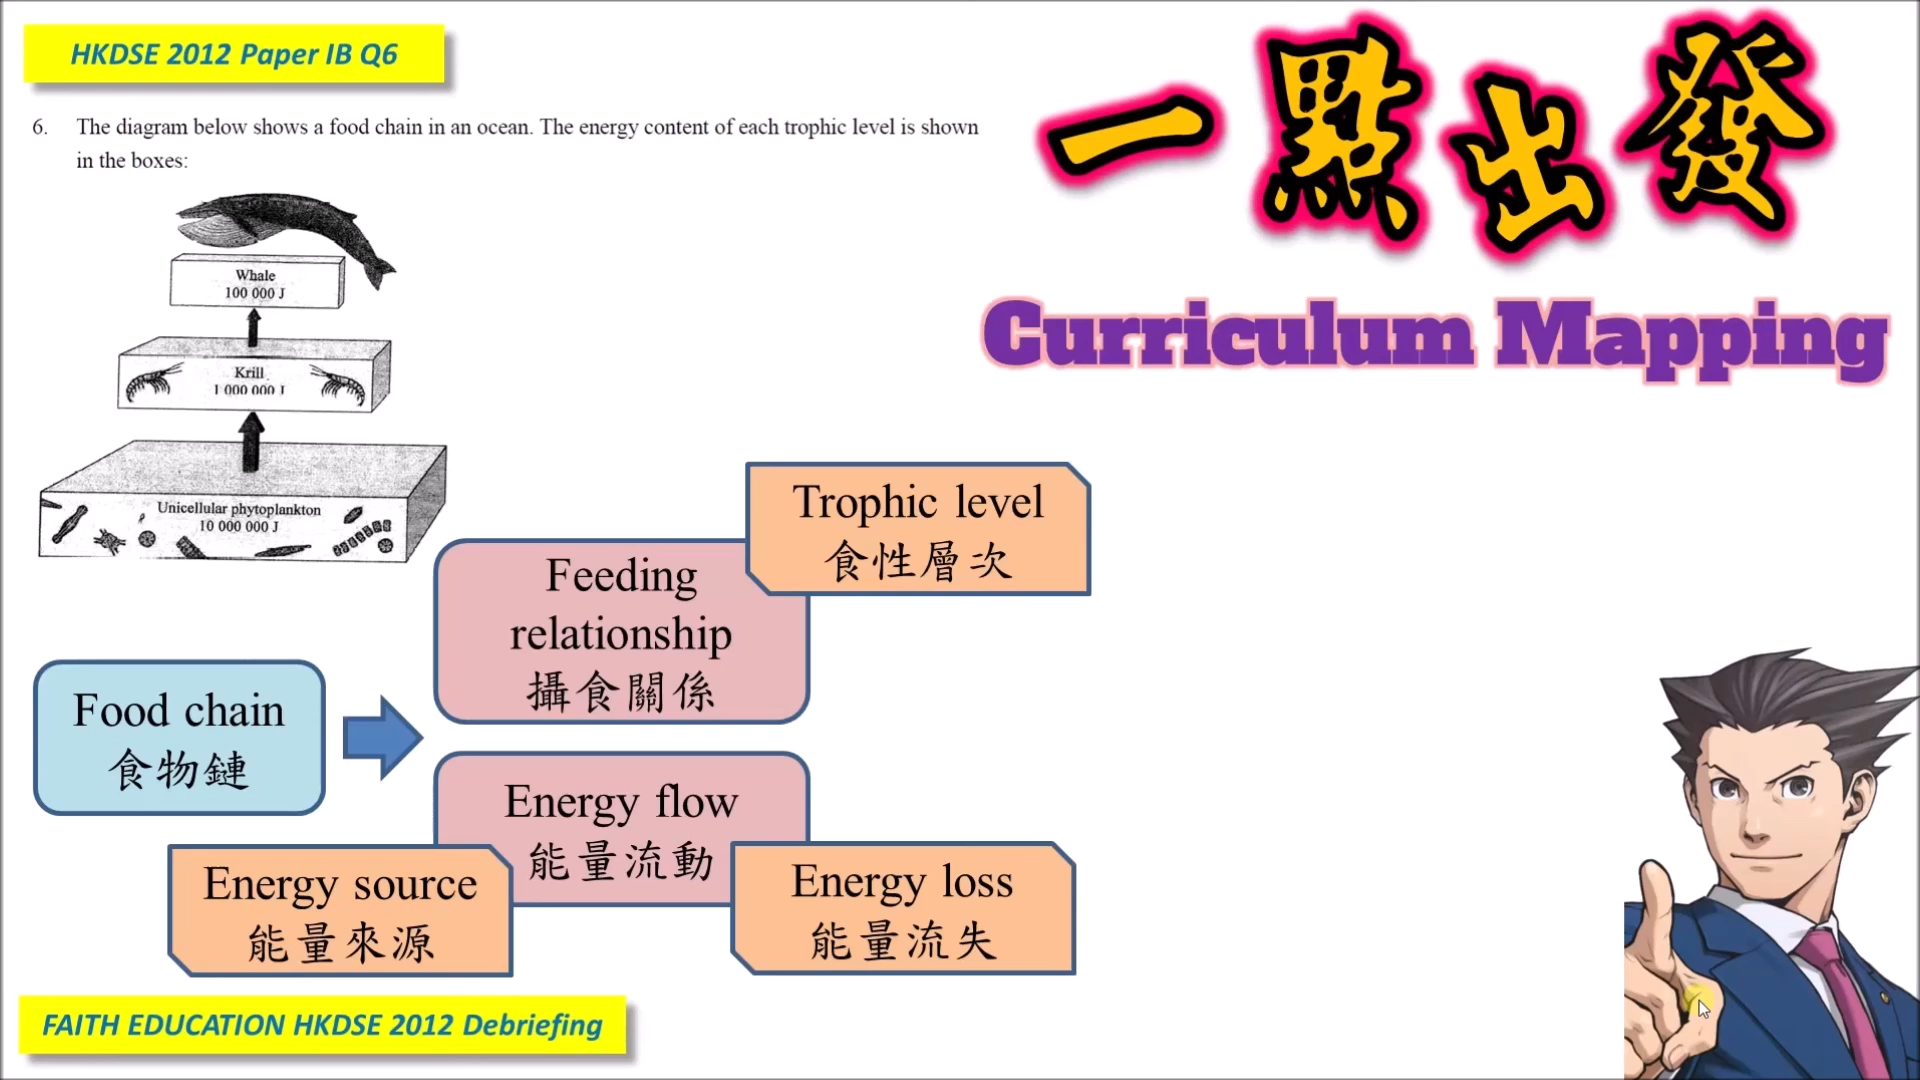 HKDSE 2012 Paper IB Q6
一點出發
Curriculum Mapping
6. The diagram below shows a food chain in an ocean. The energy content of each trophic level is shown
in the boxes:
Whale
100 000 J
Krill
1 000 000 J
Unicellular phytoplankton
10 000 000 J
Trophic level
食性層次
Feeding
relationship
攝食關係
Food chain
食物鏈
Energy flow
能量流動
Energy source
能量來源
Energy loss
能量流失
FAITH EDUCATION HKDSE 2012 Debriefing